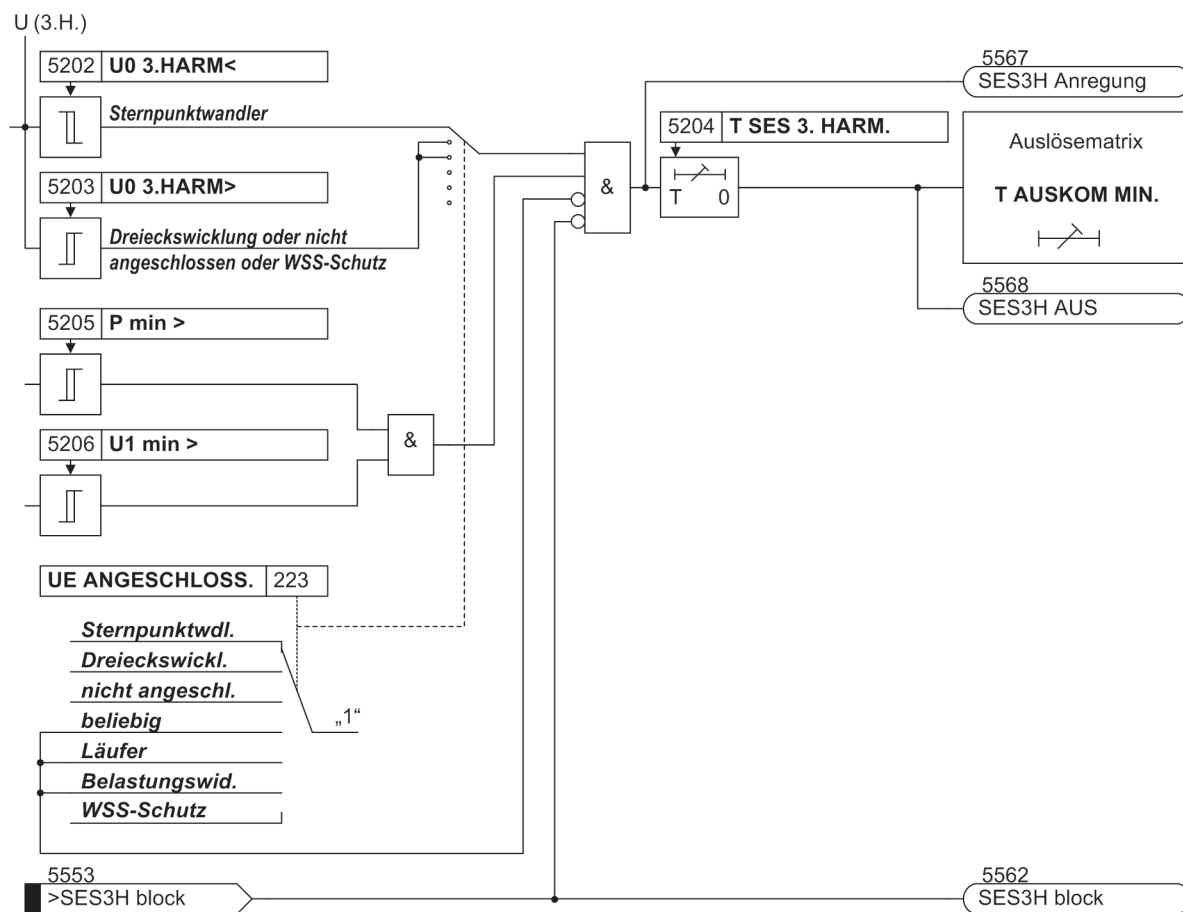 U (3.H.)
5202 U0 3.HARM<
Sternpunktwandler
5203 U0 3.HARM>
Dreieckswicklung oder nicht
angeschlossen oder WSS-Schutz
5205 P min >
5206 U1 min >
&
&
5204 T SES 3. HARM.
T 0
5567
SES3H Anregung
Auslösematrix
T AUSKOM MIN.
5568
SES3H AUS
UE ANGESCHLOSS. 223
Sternpunktwdl.
Dreieckswickl.
nicht angeschl.
beliebig
Läufer
Belastungswid.
WSS-Schutz
„1“
5553
>SES3H block
5562
SES3H block